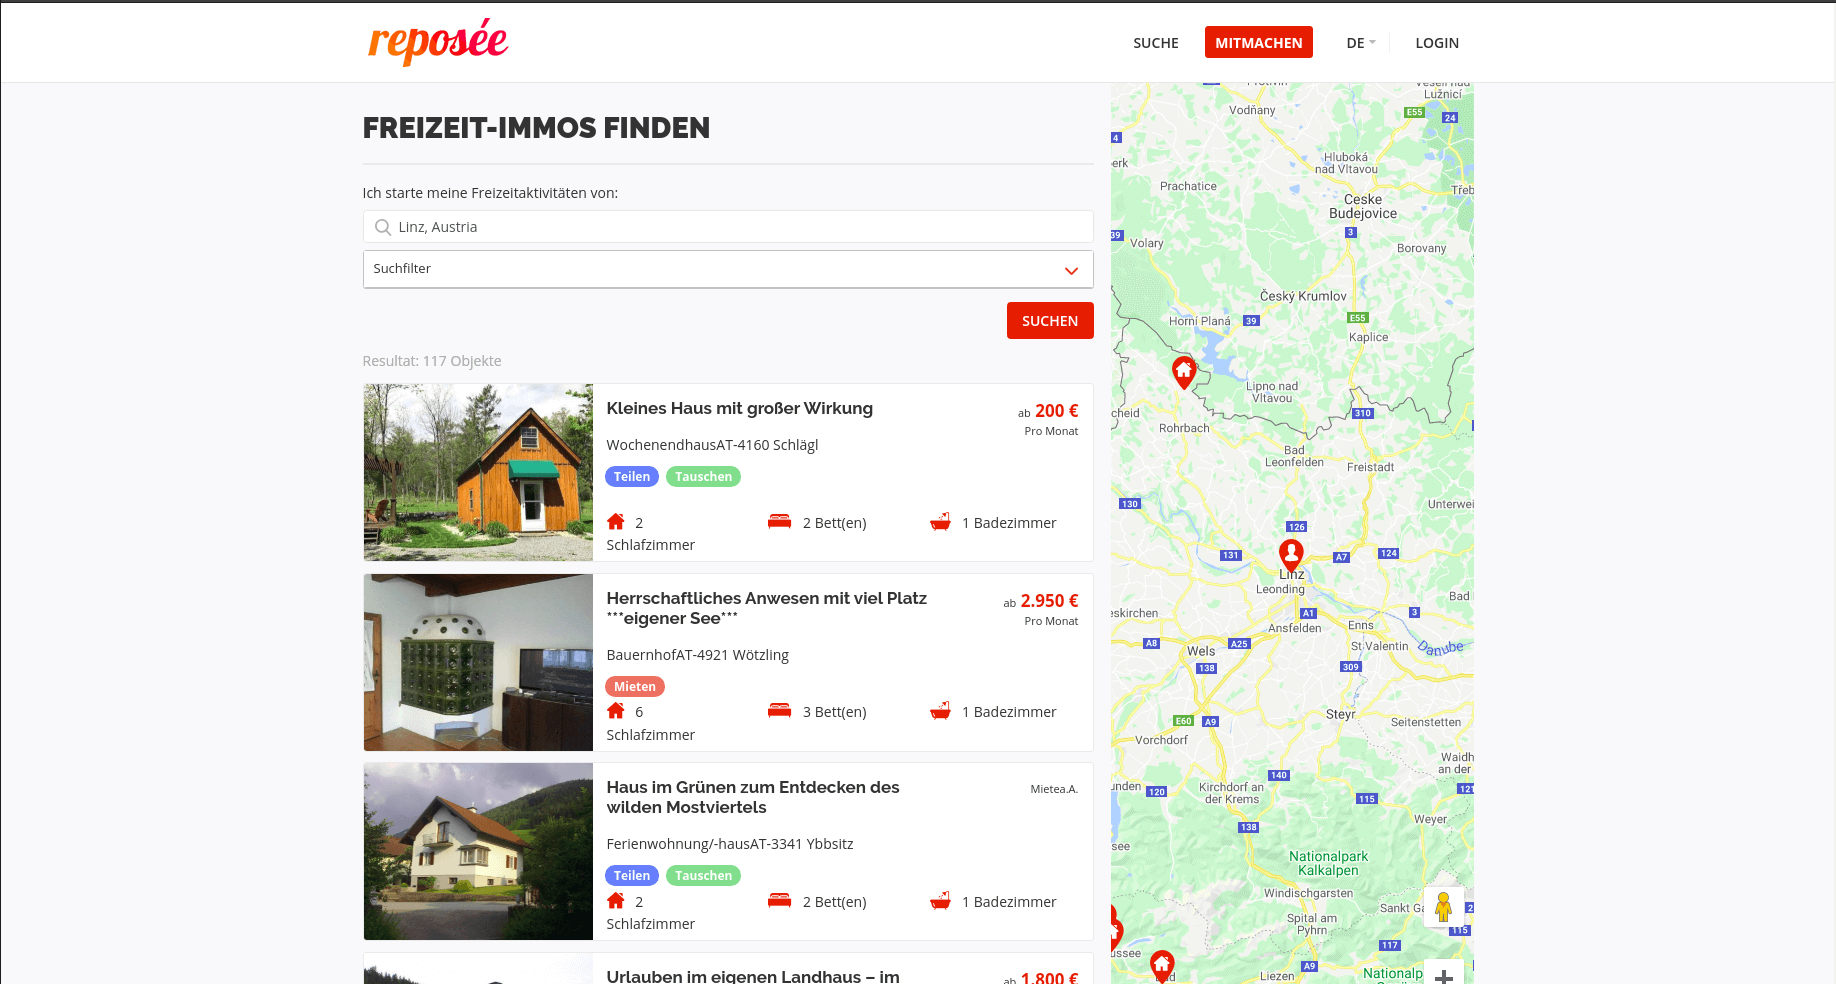 reposée
SUCHE
MITMACHEN
DE
LOGIN
FREIZEIT-IMMOS FINDEN
Ich starte meine Freizeitaktivitäten von:
Linz, Austria
Suchfilter
SUCHEN
Resultat: 117 Objekte
Kleines Haus mit großer Wirkung
ab 200 €
Pro Monat
WochenendhausAT-4160 Schlägl
Teilen
Tauschen
2
Schlafzimmer
2 Bett(en)
1 Badezimmer
Herrschaftliches Anwesen mit viel Platz
***eigener See***
ab 2.950 €
Pro Monat
BauernhofAT-4921 Wötzling
Mieten
6
Schlafzimmer
3 Bett(en)
1 Badezimmer
Haus im Grünen zum Entdecken des
wilden Mostviertels
Mietea.A.
Ferienwohnung/-hausAT-3341 Ybbsitz
Teilen
Tauschen
2
Schlafzimmer
2 Bett(en)
1 Badezimmer
Urlauben im eigenen Landhaus – im
ab 1.800 €
Lužnicí
Vodňany
E55
24
4
erk
Hluboká
nad Vltavou
Prachatice
Třeb
Ceske
Budejovice
3
39
Volary
Borovany
Český Krumlov
Horní Planá
39
E55
Kaplice
Lipno nad
Vltavou
cheid
310
Rohrbach
Bad
Leonfelden
Freistadt
130
Unterwei
126
131
A7
124
Linz
Leonding
Bad
eskirchen
A1
3
Ansfelden
Enns
A8
A25
St Valentin
Danube
Wels
138
309
Steyr
Seitenstetten
E60
A9
Vorchdorf
Waidh
an der
140
unden
120
Kirchdorf an
der Krems
115
121
Weyer
138
see
Nationalpark
Kalkalpen
Windischgarsten
Sankt Ga
2
Spital am
Pyhrn
115
117
ussee
A9
Liezen
Nationalp